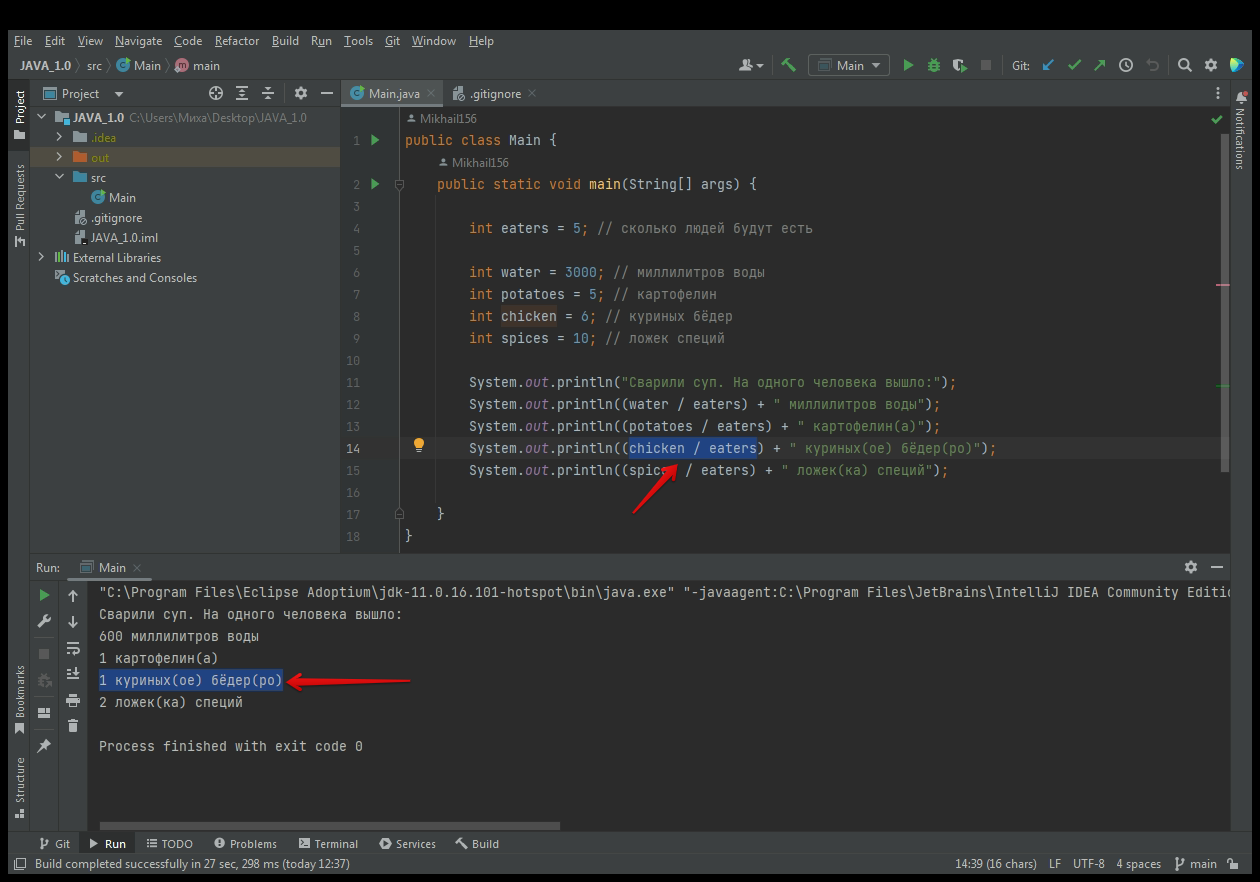 File Edit View Navigate Code Refactor Build Run Tools Git Window Help
JAVA_1.0 src Main main
Main Git:
Project
Main.java .gitignore
Project
JAVA_1.0 C:\Users\Миха\Desktop\JAVA_1.0
.idea
out
src
Main
.gitignore
JAVA_1.0.iml
External Libraries
Scratches and Consoles
Pull Requests
Notifications
Mikhail156
1 public class Main {
Mikhail156
2 public static void main(String[] args) {
3
4 int eaters = 5; // сколько людей будут есть
5
6 int water = 3000; // миллилитров воды
7 int potatoes = 5; // картофелин
8 int chicken = 6; // куриных бёдер
9 int spices = 10; // ложек специй
10
11 System.out.println("Сварили суп. На одного человека вышло:");
12 System.out.println((water / eaters) + " миллилитров воды");
13 System.out.println((potatoes / eaters) + " картофелин(а)");
14 System.out.println((chicken / eaters) + " куриных(ое) бёдер(ро)");
15 System.out.println((spices / eaters) + " ложек(ка) специй");
16
17 }
18 }
Run: Main
"C:\Program Files\Eclipse Adoptium\jdk-11.0.16.101-hotspot\bin\java.exe" "-javaagent:C:\Program Files\JetBrains\IntelliJ IDEA Community Editio
Сварили суп. На одного человека вышло:
600 миллилитров воды
1 картофелин(а)
1 куриных(ое) бёдер(ро)
2 ложек(ка) специй
Process finished with exit code 0
Bookmarks
Structure
Git Run TODO Problems Terminal Services Build
Build completed successfully in 27 sec, 298 ms (today 12:37) 14:39 (16 chars) LF UTF-8 4 spaces main